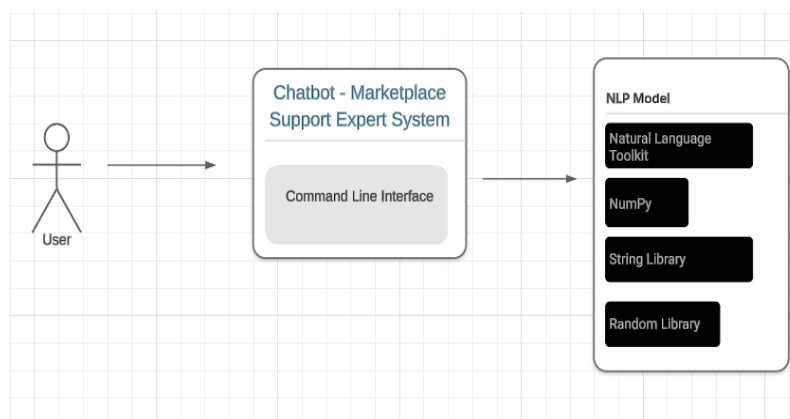 User
Chatbot - Marketplace
Support Expert System
Command Line Interface
NLP Model
Natural Language
Toolkit
NumPy
String Library
Random Library